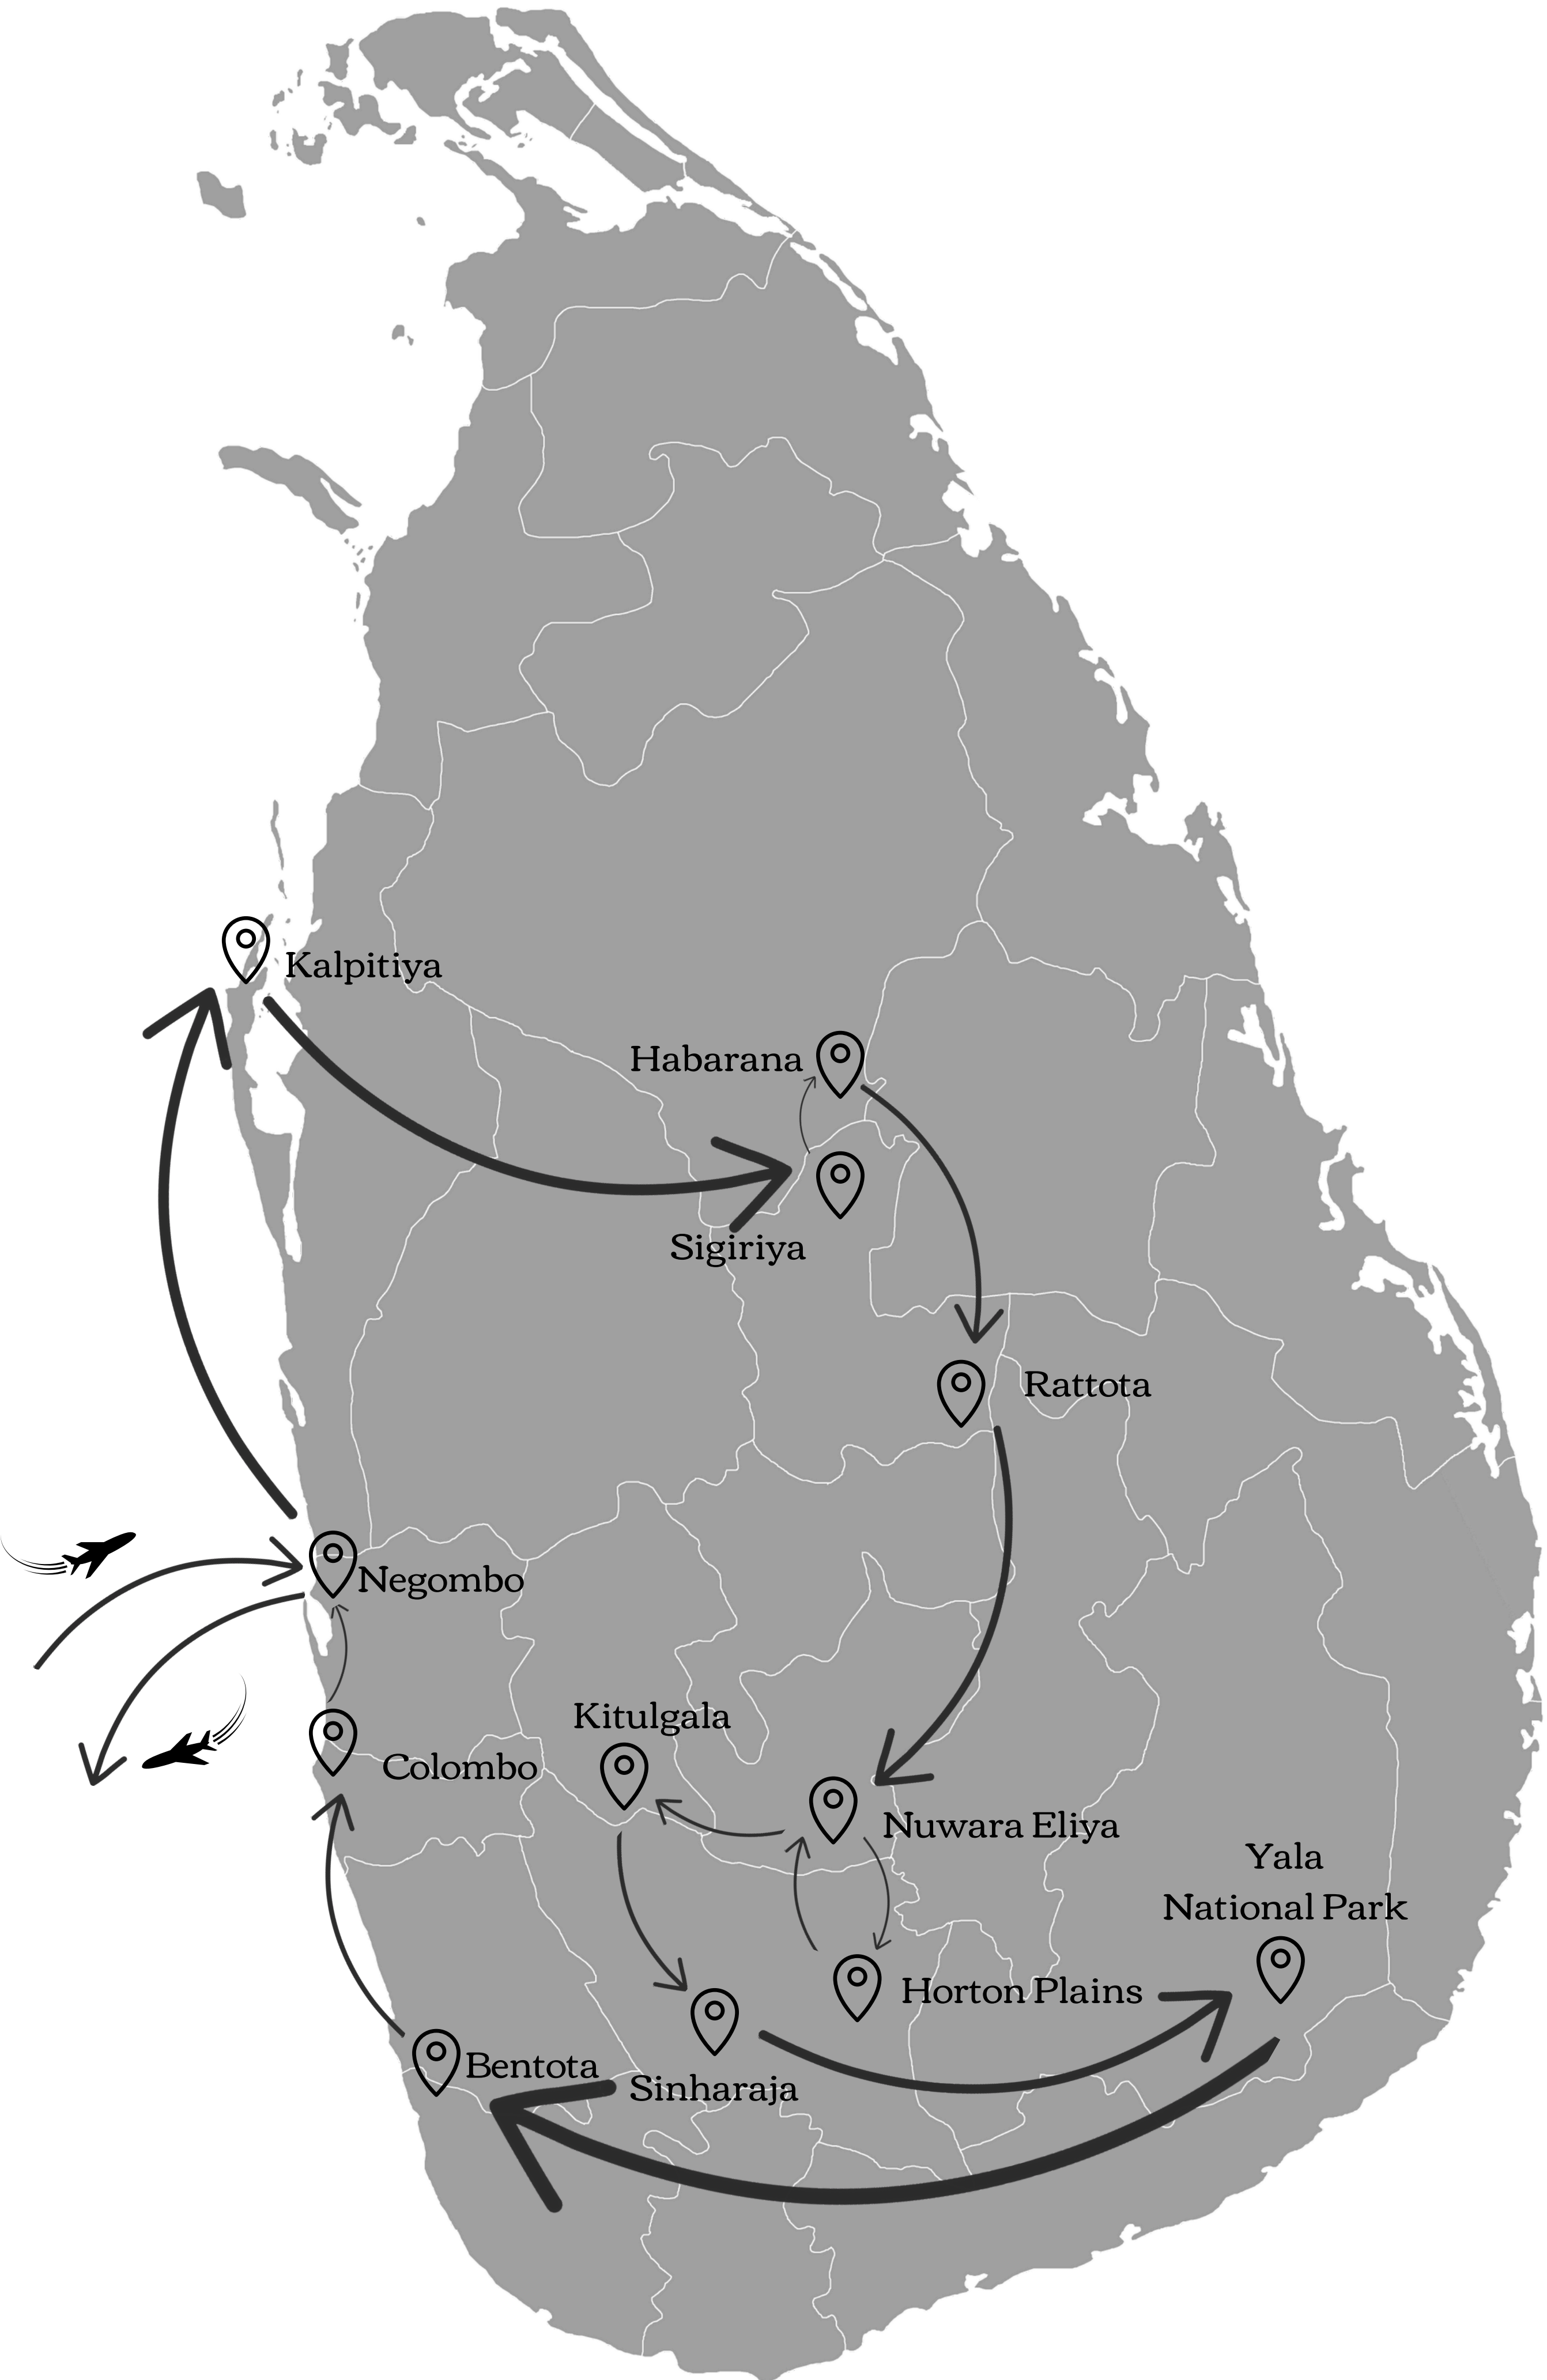 Kalpitiya
Habarana
Sigiriya
Rattota
Negombo
Kitulgala
Colombo
Nuwara Eliya
Yala
National Park
Horton Plains
Bentota
Sinharaja